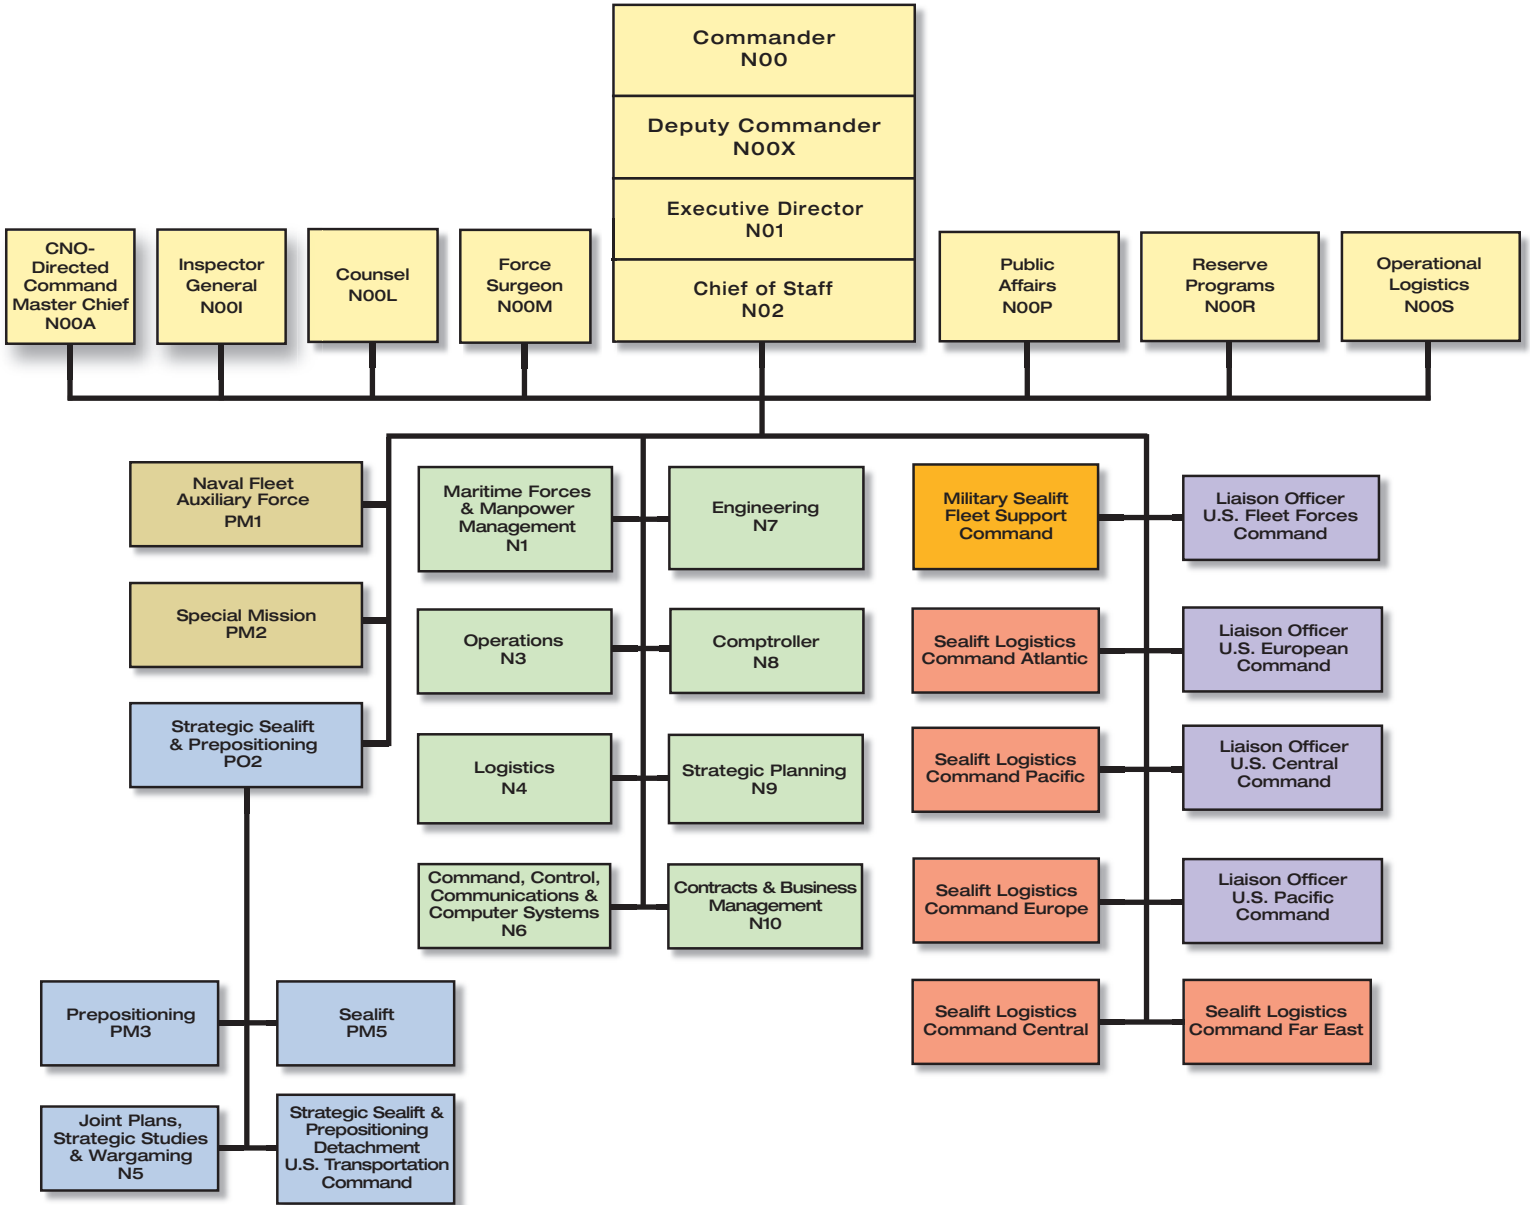 Commander
N00
Deputy Commander
N00X
Executive Director
N01
Chief of Staff
N02
CNO-
Directed
Command
Master Chief
N00A
Inspector
General
N00I
Counsel
N00L
Force
Surgeon
N00M
Public
Affairs
N00P
Reserve
Programs
N00R
Operational
Logistics
N00S
Naval Fleet
Auxiliary Force
PM1
Special Mission
PM2
Strategic Sealift
& Prepositioning
PO2
Prepositioning
PM3
Sealift
PM5
Joint Plans,
Strategic Studies
& Wargaming
N5
Strategic Sealift &
Prepositioning
Detachment
U.S. Transportation
Command
Maritime Forces
& Manpower
Management
N1
Engineering
N7
Operations
N3
Comptroller
N8
Logistics
N4
Strategic Planning
N9
Command, Control,
Communications &
Computer Systems
N6
Contracts & Business
Management
N10
Military Sealift
Fleet Support
Command
Liaison Officer
U.S. Fleet Forces
Command
Sealift Logistics
Command Atlantic
Liaison Officer
U.S. European
Command
Sealift Logistics
Command Pacific
Liaison Officer
U.S. Central
Command
Sealift Logistics
Command Europe
Liaison Officer
U.S. Pacific
Command
Sealift Logistics
Command Central
Sealift Logistics
Command Far East